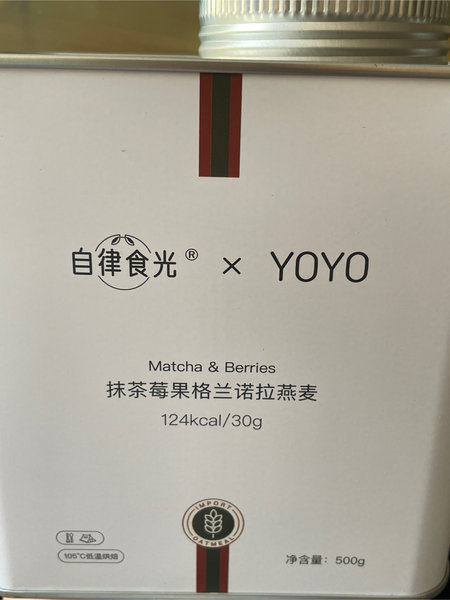 自律食光® × YOYO
Matcha & Berries
抹茶莓果格兰诺拉燕麦
124kcal/30g
IMPORT
OATMEAL
105℃低温烘焙
净含量：500g